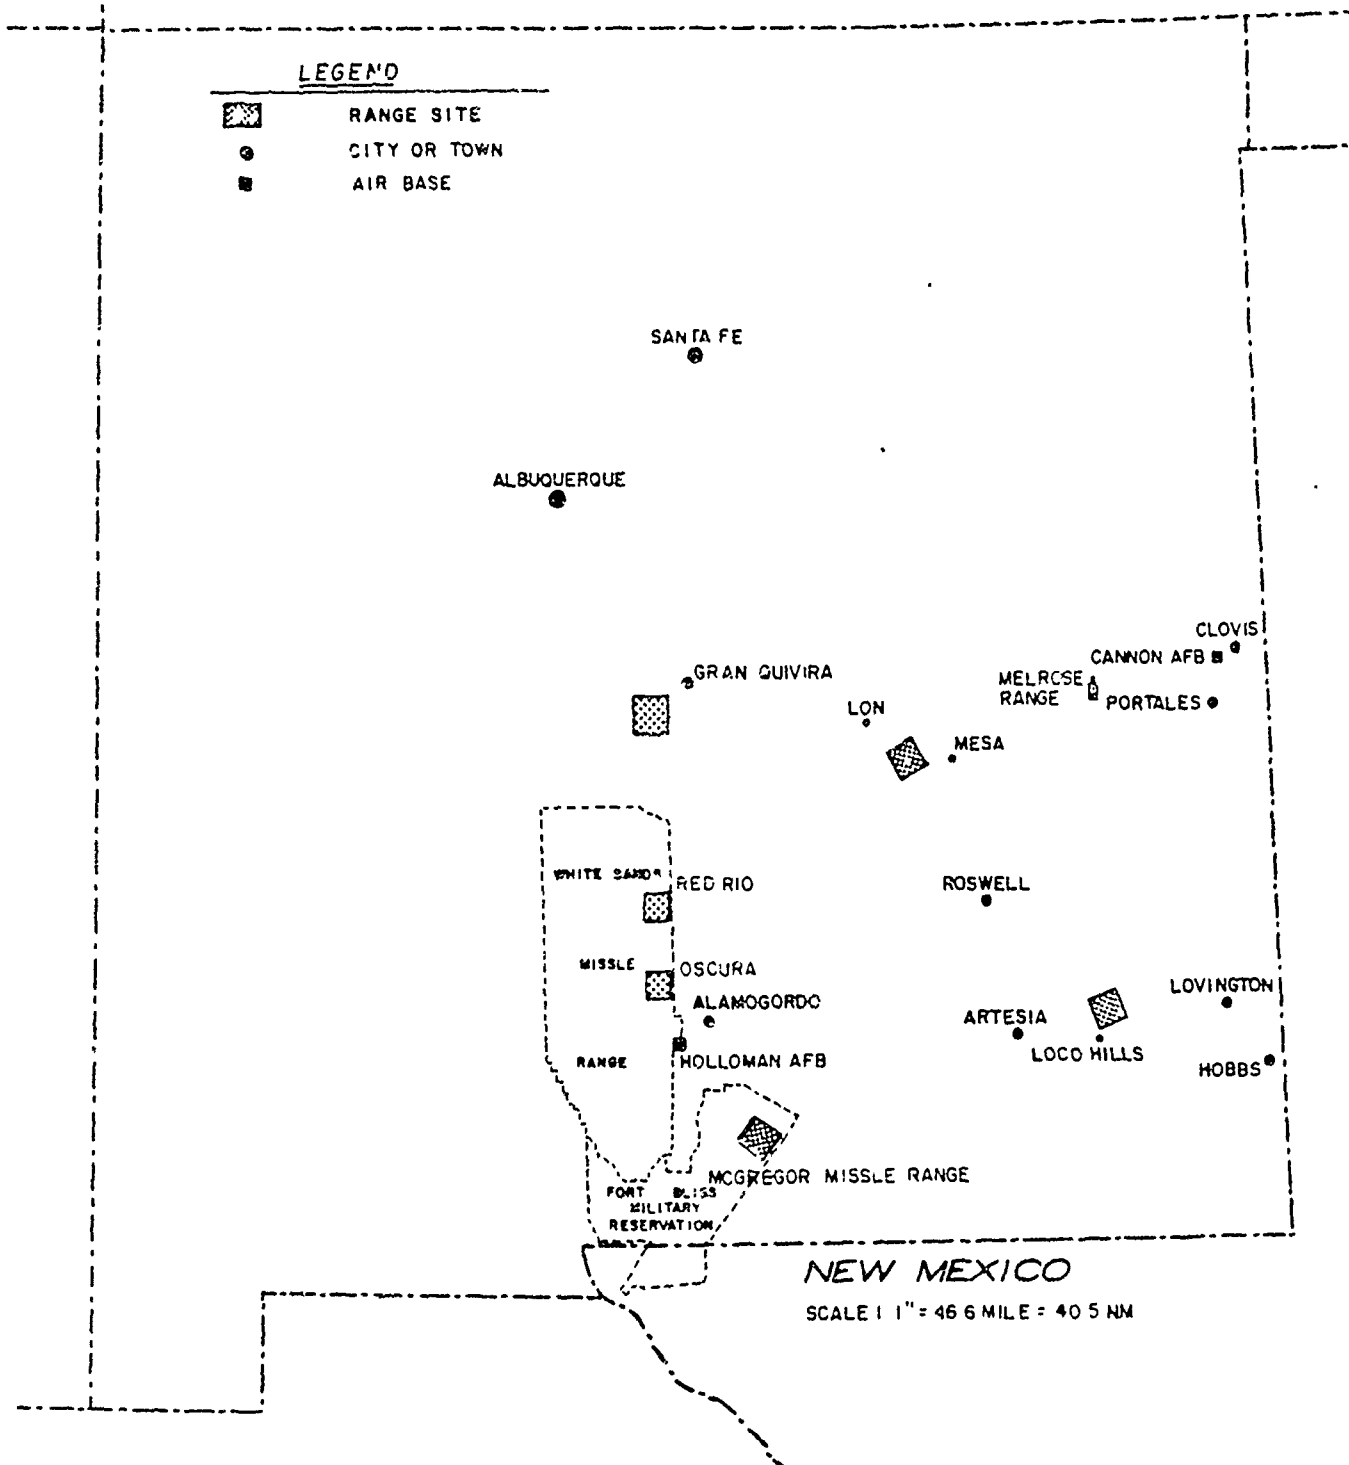 LEGEND
RANGE SITE
CITY OR TOWN
AIR BASE
SANTA FE
ALBUQUERQUE
CLOVIS
CANNON AFB
GRAN QUIVIRA
MELROSE
RANGE
PORTALES
LON
MESA
WHITE SANDS
RED RIO
ROSWELL
MISSLE
OSCURA
ALAMOGORDO
LOVINGTON
ARTESIA
LOCO HILLS
RANGE
HOLLOMAN AFB
HOBBS
MCGREGOR MISSLE RANGE
FORT BLISS
MILITARY
RESERVATION
NEW MEXICO
SCALE 1 1" = 46 6 MILE = 40 5 NM